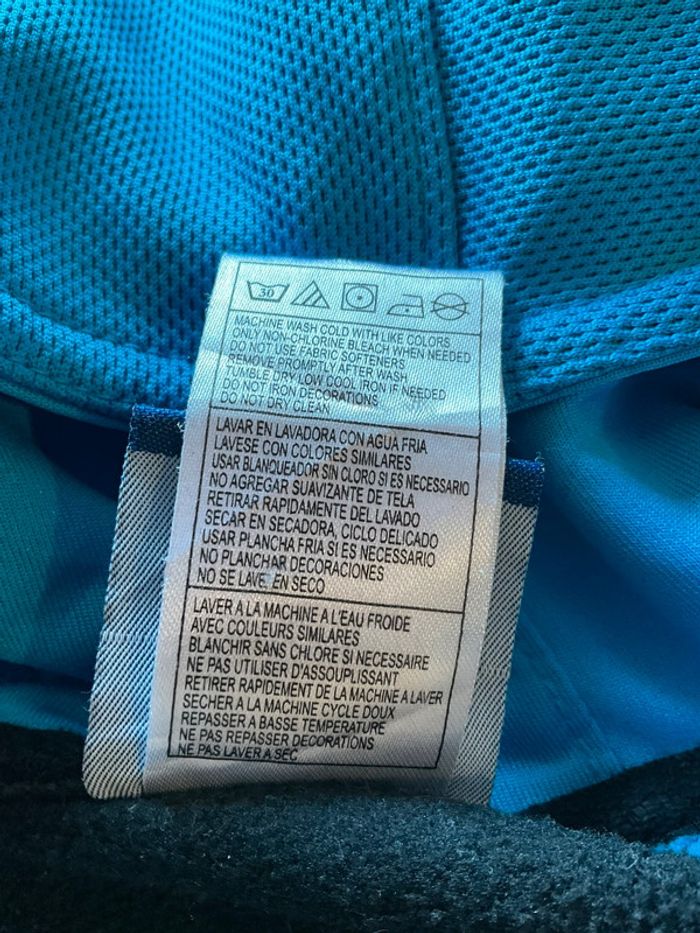 30
MACHINE WASH COLD WITH LIKE COLORS
ONLY NON-CHLORINE BLEACH WHEN NEEDED
DO NOT USE FABRIC SOFTENERS
REMOVE PROMPTLY AFTER WASH
TUMBLE DRY LOW COOL IRON IF NEEDED
DO NOT IRON DECORATIONS
DO NOT DRY CLEAN
LAVAR EN LAVADORA CON AGUA FRIA
LAVESE CON COLORES SIMILARES
USAR BLANQUEADOR SIN CLORO SI ES NECESSARIO
NO AGREGAR SUAVIZANTE DE TELA
RETIRAR RAPIDAMENTE DEL LAVADO
SECAR EN SECADORA, CICLO DELICADO
USAR PLANCHA FRIA SI ES NECESSARIO
NO PLANCHAR DECORACIONES
NO SE LAVE EN SECO
LAVER A LA MACHINE A L'EAU FROIDE
AVEC COULEURS SIMILARES
BLANCHIR SANS CHLORE SI NECESSAIRE
NE PAS UTILISER D'ASSOUPLISSANT
RETIRER RAPIDEMENT DE LA MACHINE A LAVER
SECHER A LA MACHINE CYCLE DOUX
REPASSER A BASSE TEMPERATURE
NE PAS REPASSER DECORATIONS
NE PAS LAVER A SEC